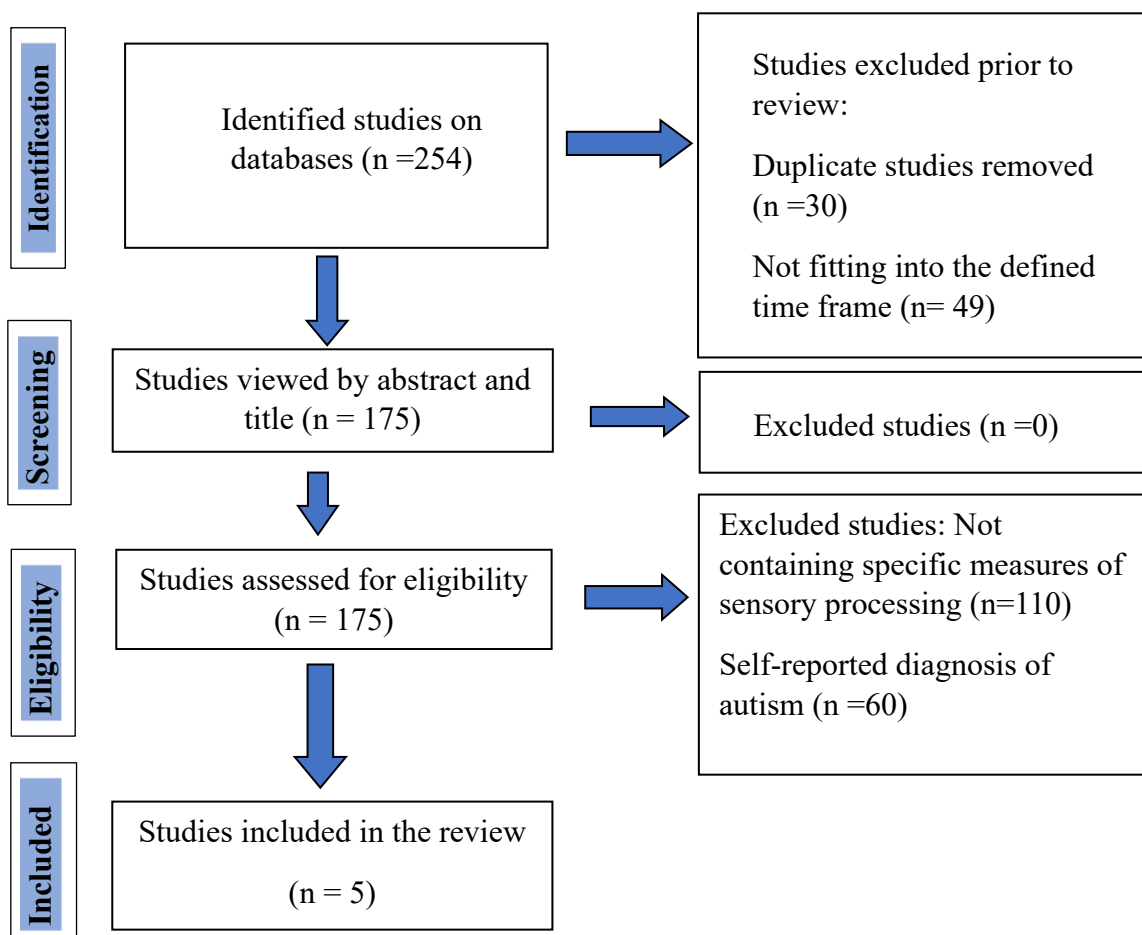 Identification
Identified studies on
databases (n =254)
Studies excluded prior to
review:
Duplicate studies removed
(n =30)
Not fitting into the defined
time frame (n= 49)
Screening
Studies viewed by abstract and
title (n = 175)
Excluded studies (n =0)
Eligibility
Studies assessed for eligibility
(n = 175)
Excluded studies: Not
containing specific measures of
sensory processing (n=110)
Self-reported diagnosis of
autism (n =60)
Included
Studies included in the review
(n = 5)